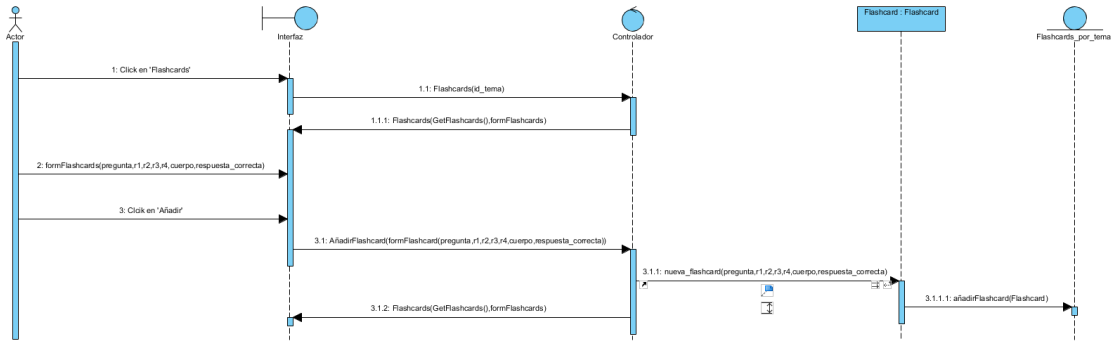 Flashcard : Flashcard
Actor
Interfaz
Controlador
Flashcards_por_tema
1: Click en 'Flashcards'
1.1: Flashcards(id_tema)
1.1.1: Flashcards(GetFlashcards(),formFlashcards)
2: formFlashcards(pregunta,r1,r2,r3,r4,cuerpo,respuesta_correcta)
3: Clcik en 'Añadir'
3.1: AñadirFlashcard(formFlashcard(pregunta,r1,r2,r3,r4,cuerpo,respuesta_correcta))
3.1.1: nueva_flashcard(pregunta,r1,r2,r3,r4,cuerpo,respuesta_correcta)
3.1.1.1: añadirFlashcard(Flashcard)
3.1.2: Flashcards(GetFlashcards(),formFlashcards)